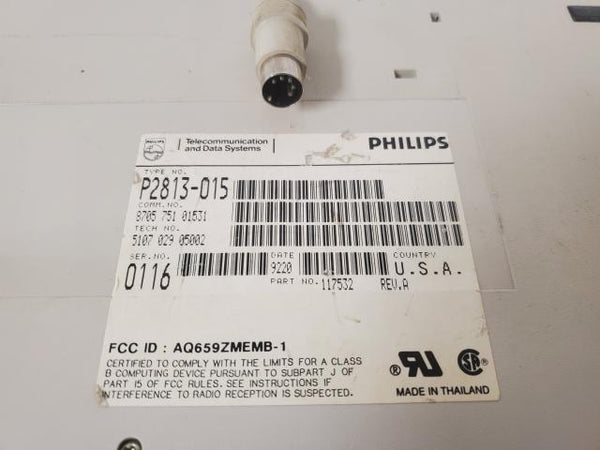 PHILIPS
Telecommunication
and Data Systems
PHILIPS
TYPE NO.
P2813-015
COMM.NO.
8705 751 01531
TECH NO.
5107 029 05002
SER.NO.
0116
DATE
9220
COUNTRY
U.S.A.
PART NO. 117532 REV.A
FCC ID : AQ659ZMEMB-1
CERTIFIED TO COMPLY WITH THE LIMITS FOR A CLASS
B COMPUTING DEVICE PURSUANT TO SUBPART J OF
PART 15 OF FCC RULES. SEE INSTRUCTIONS IF
INTERFERENCE TO RADIO RECEPTION IS SUSPECTED.
® RU SA ®
MADE IN THAILAND